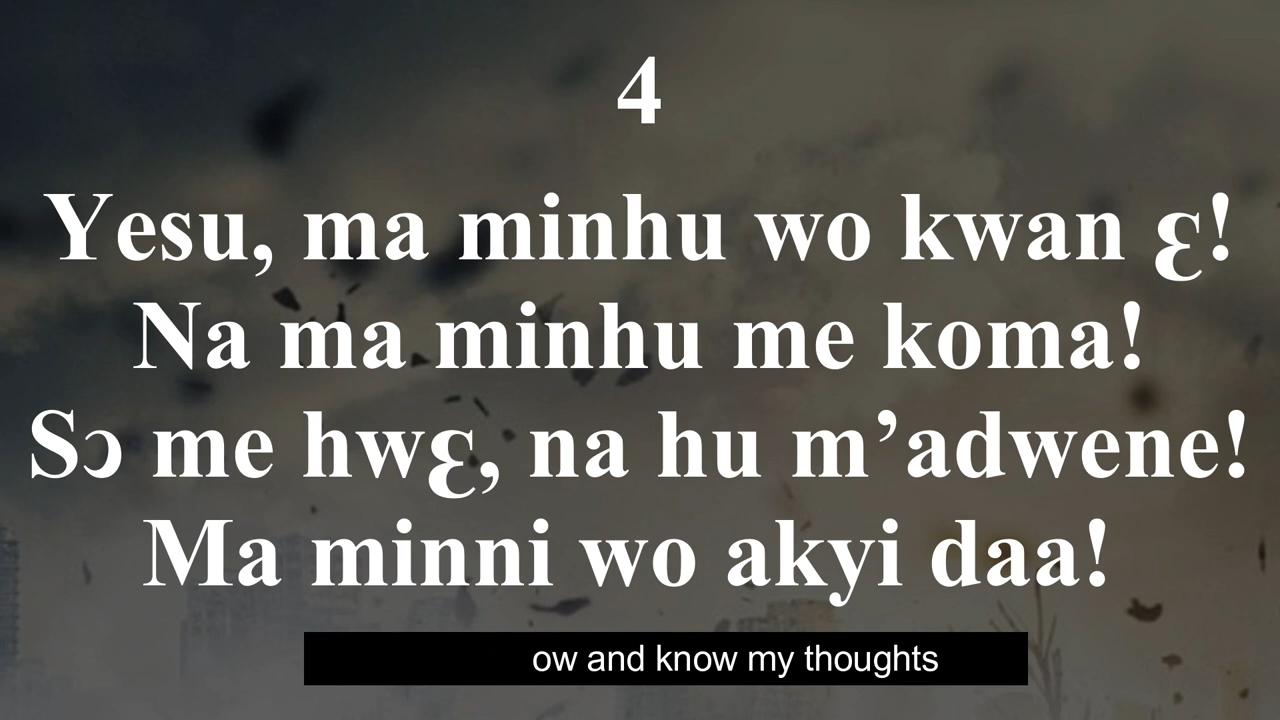 4
Yesu, ma minhu wo kwan ɛ!
Na ma minhu me koma!
Sɔ me hwɛ, na hu m’adwene!
Ma minni wo akyi daa!
ow and know my thoughts